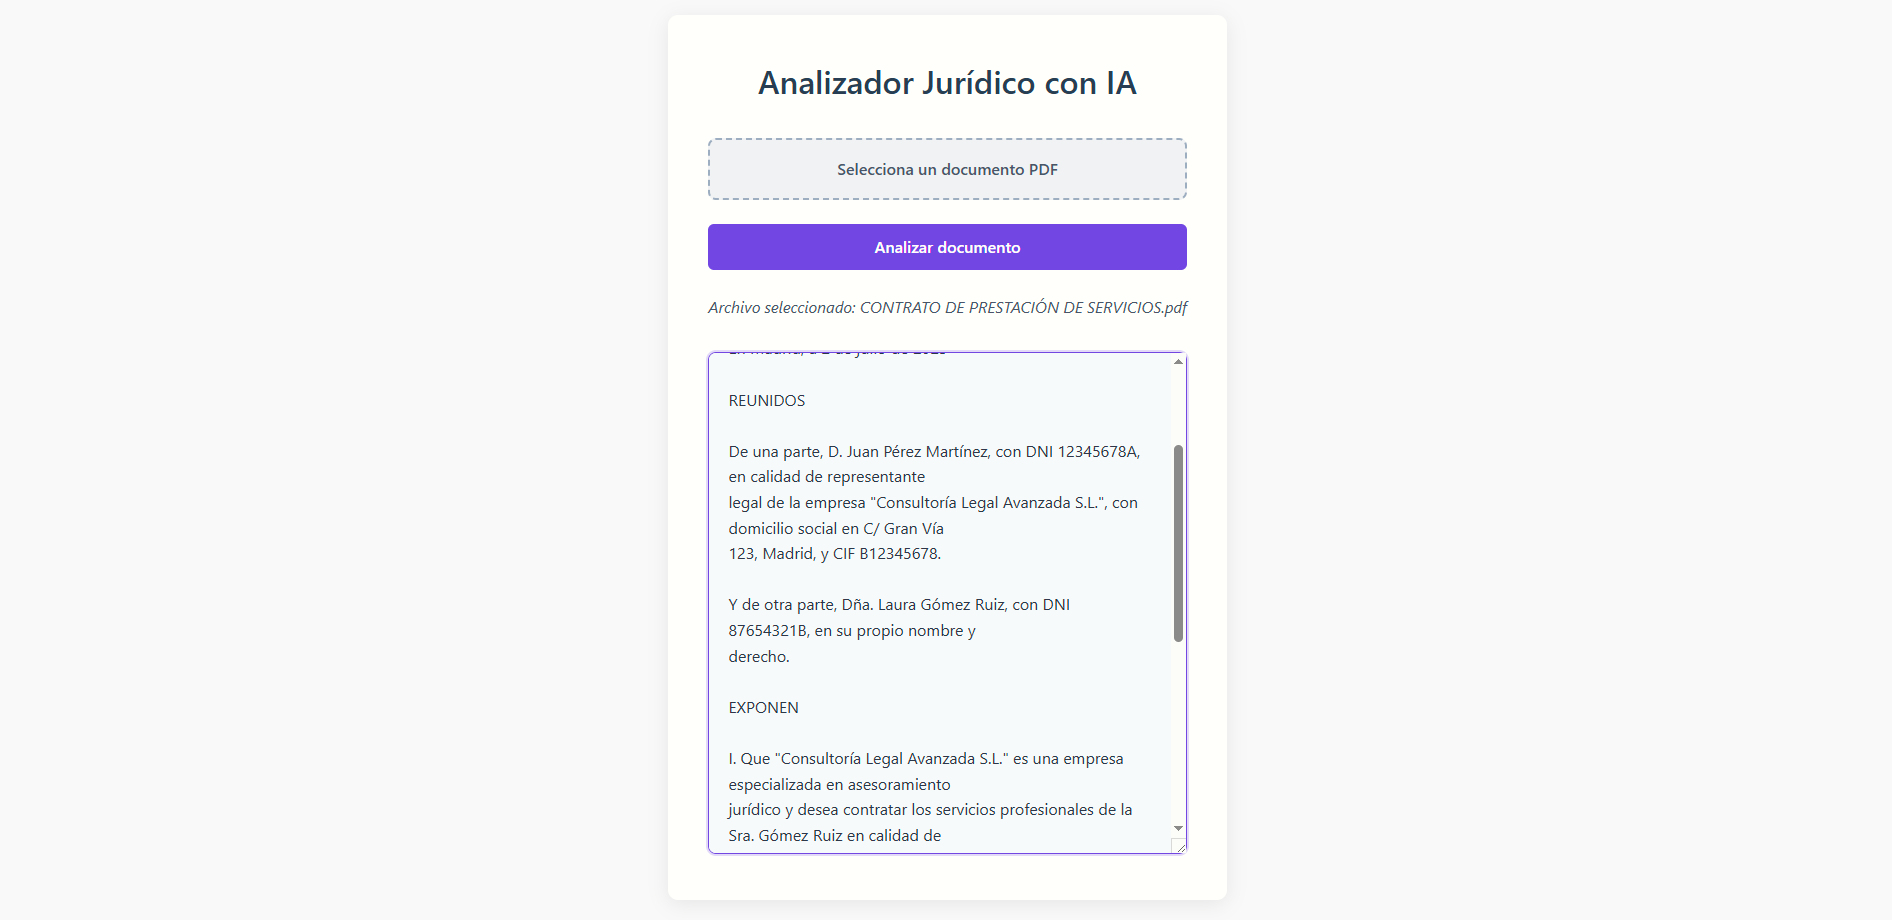 Analizador Jurídico con IA
Selecciona un documento PDF
Analizar documento
Archivo seleccionado: CONTRATO DE PRESTACIÓN DE SERVICIOS.pdf
REUNIDOS
De una parte, D. Juan Pérez Martínez, con DNI 12345678A,
en calidad de representante
legal de la empresa "Consultoría Legal Avanzada S.L.", con
domicilio social en C/ Gran Vía
123, Madrid, y CIF B12345678.
Y de otra parte, Dña. Laura Gómez Ruiz, con DNI
87654321B, en su propio nombre y
derecho.
EXPONEN
I. Que "Consultoría Legal Avanzada S.L." es una empresa
especializada en asesoramiento
jurídico y desea contratar los servicios profesionales de la
Sra. Gómez Ruiz en calidad de